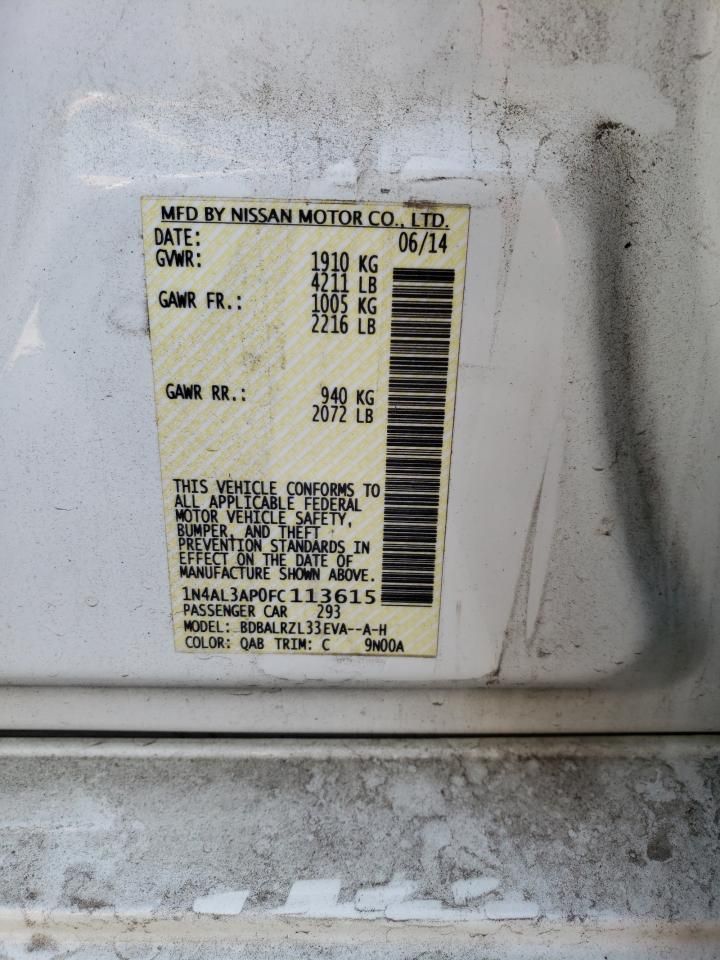 MFD BY NISSAN MOTOR CO., LTD.
DATE: 06/14
GVWR: 1910 KG
4211 LB
GAWR FR.: 1005 KG
2216 LB
GAWR RR.: 940 KG
2072 LB
THIS VEHICLE CONFORMS TO
ALL APPLICABLE FEDERAL
MOTOR VEHICLE SAFETY,
BUMPER, AND THEFT
PREVENTION STANDARDS IN
EFFECT ON THE DATE OF
MANUFACTURE SHOWN ABOVE.
1N4AL3AP0FC113615
PASSENGER CAR 293
MODEL: BDBALRZL33EVA--A-H
COLOR: QAB TRIM: C 9N00A